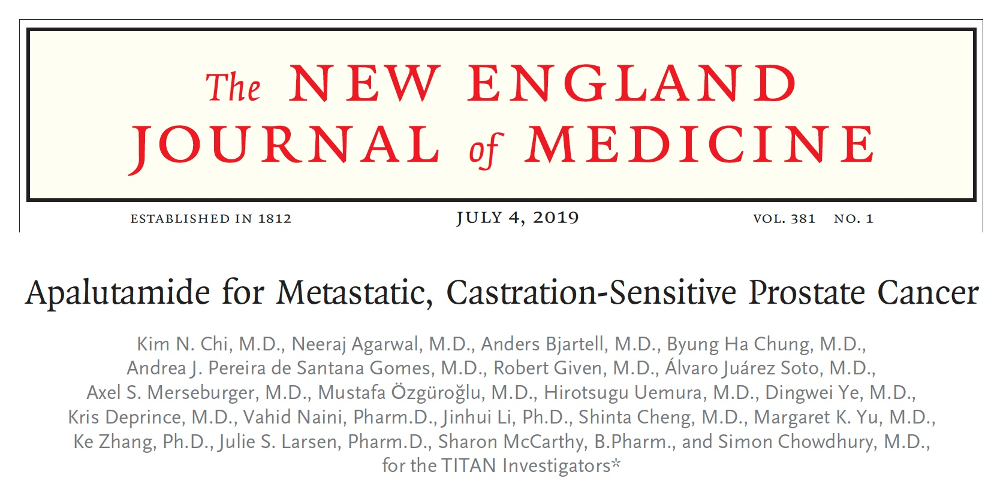 The NEW ENGLAND
JOURNAL of MEDICINE
ESTABLISHED IN 1812 JULY 4, 2019 VOL. 381 NO. 1
Apalutamide for Metastatic, Castration-Sensitive Prostate Cancer
Kim N. Chi, M.D., Neeraj Agarwal, M.D., Anders Bjartell, M.D., Byung Ha Chung, M.D.,
Andrea J. Pereira de Santana Gomes, M.D., Robert Given, M.D., Álvaro Juárez Soto, M.D.,
Axel S. Merseburger, M.D., Mustafa Özgüroğlu, M.D., Hirotsugu Uemura, M.D., Dingwei Ye, M.D.,
Kris Deprince, M.D., Vahid Naini, Pharm.D., Jinhui Li, Ph.D., Shinta Cheng, M.D., Margaret K. Yu, M.D.,
Ke Zhang, Ph.D., Julie S. Larsen, Pharm.D., Sharon McCarthy, B.Pharm., and Simon Chowdhury, M.D.,
for the TITAN Investigators*